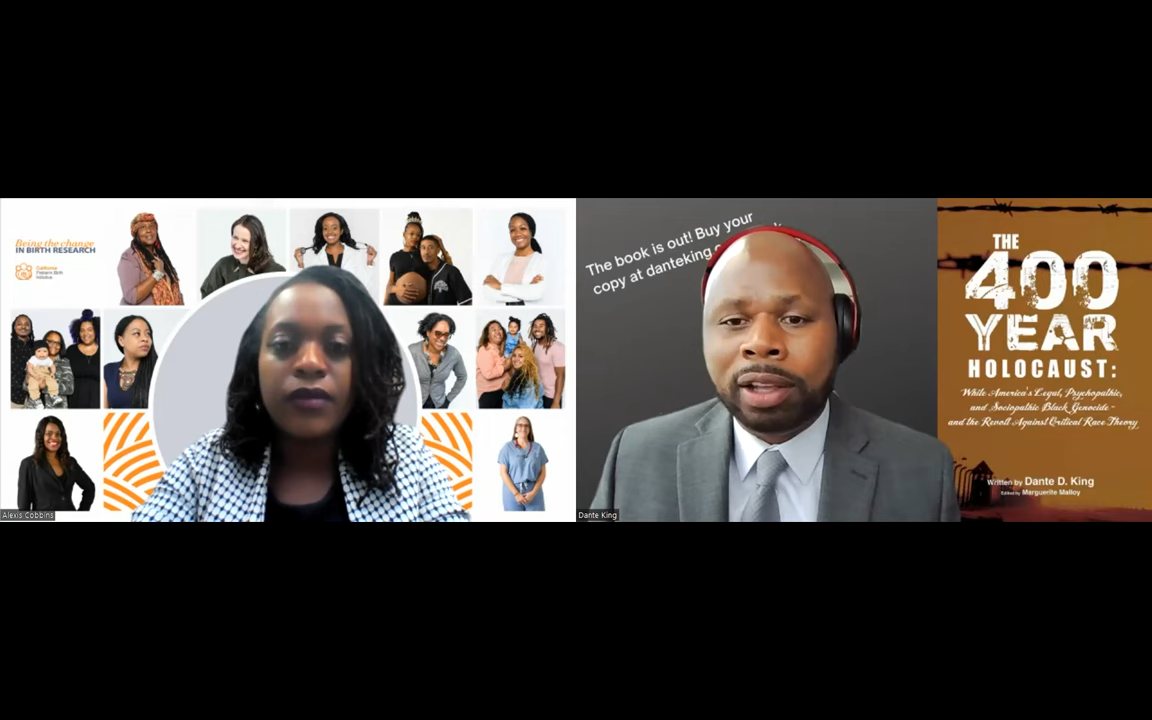 Being the change
IN BIRTH RESEARCH
California
Preterm Birth
Initiative
Alexis Cobbins
The book is out! Buy your
copy at danteking
Dante King
THE
400
YEAR
HOLOCAUST:
White America's Legal, Psychopathic,
and Sociopathic Black Genocide -
and the Revolt Against Critical Race Theory
Written by Dante D. King
Edited by Marguerite Malloy